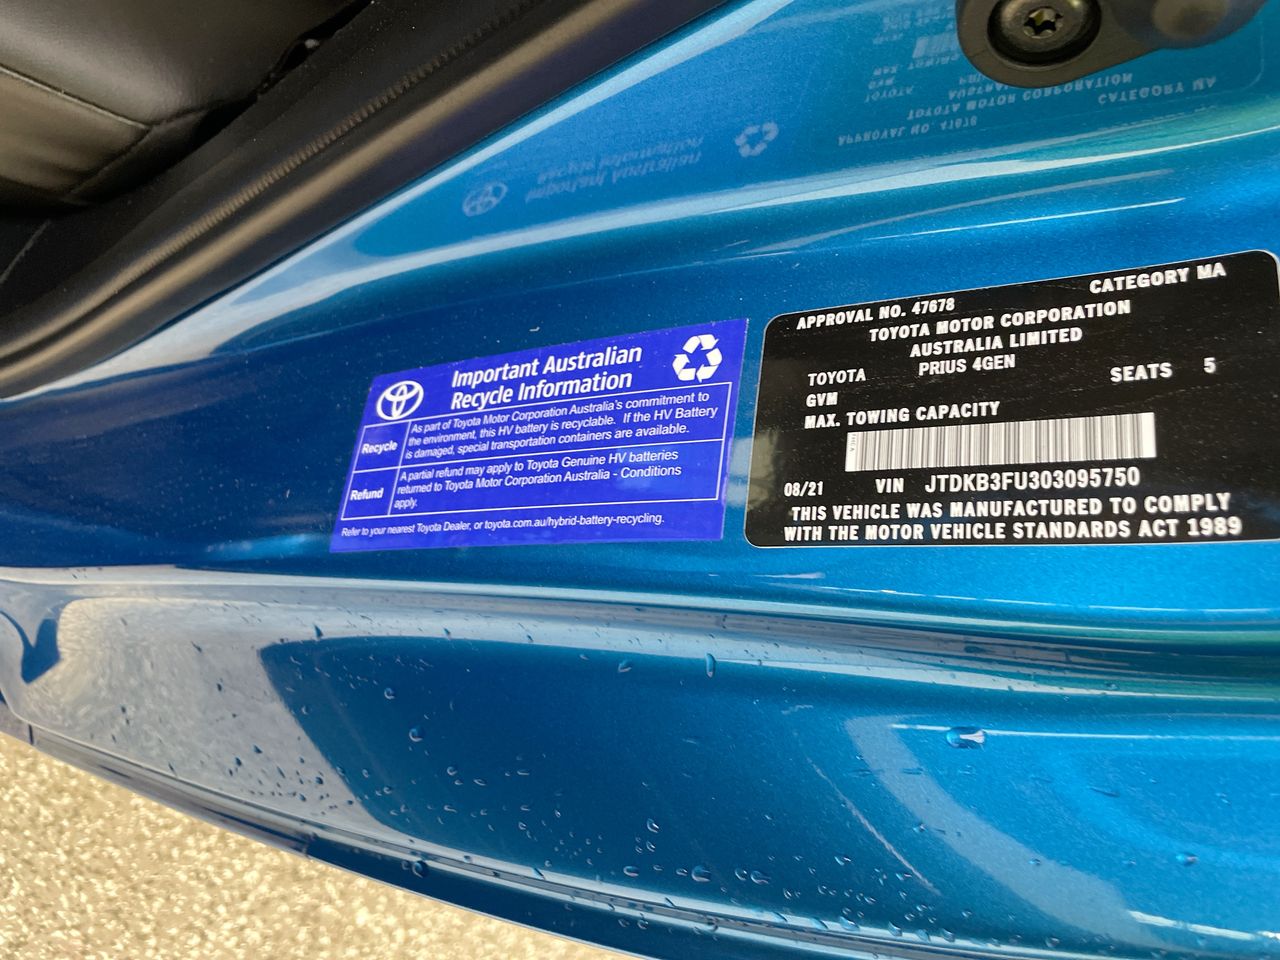 Important Australian
Recycle Information
Recycle
As part of Toyota Motor Corporation Australia's commitment to
the environment, this HV battery is recyclable. If the HV Battery
is damaged, special transportation containers are available.
Refund
A partial refund may apply to Toyota Genuine HV batteries
returned to Toyota Motor Corporation Australia - Conditions
apply.
Refer to your nearest Toyota Dealer, or toyota.com.au/hybrid-battery-recycling.
APPROVAL NO. 47678 CATEGORY MA
TOYOTA MOTOR CORPORATION
AUSTRALIA LIMITED
TOYOTA PRIUS 4GEN
GVM SEATS 5
MAX. TOWING CAPACITY
08/21 VIN JTDKB3FU303095750
THIS VEHICLE WAS MANUFACTURED TO COMPLY
WITH THE MOTOR VEHICLE STANDARDS ACT 1989